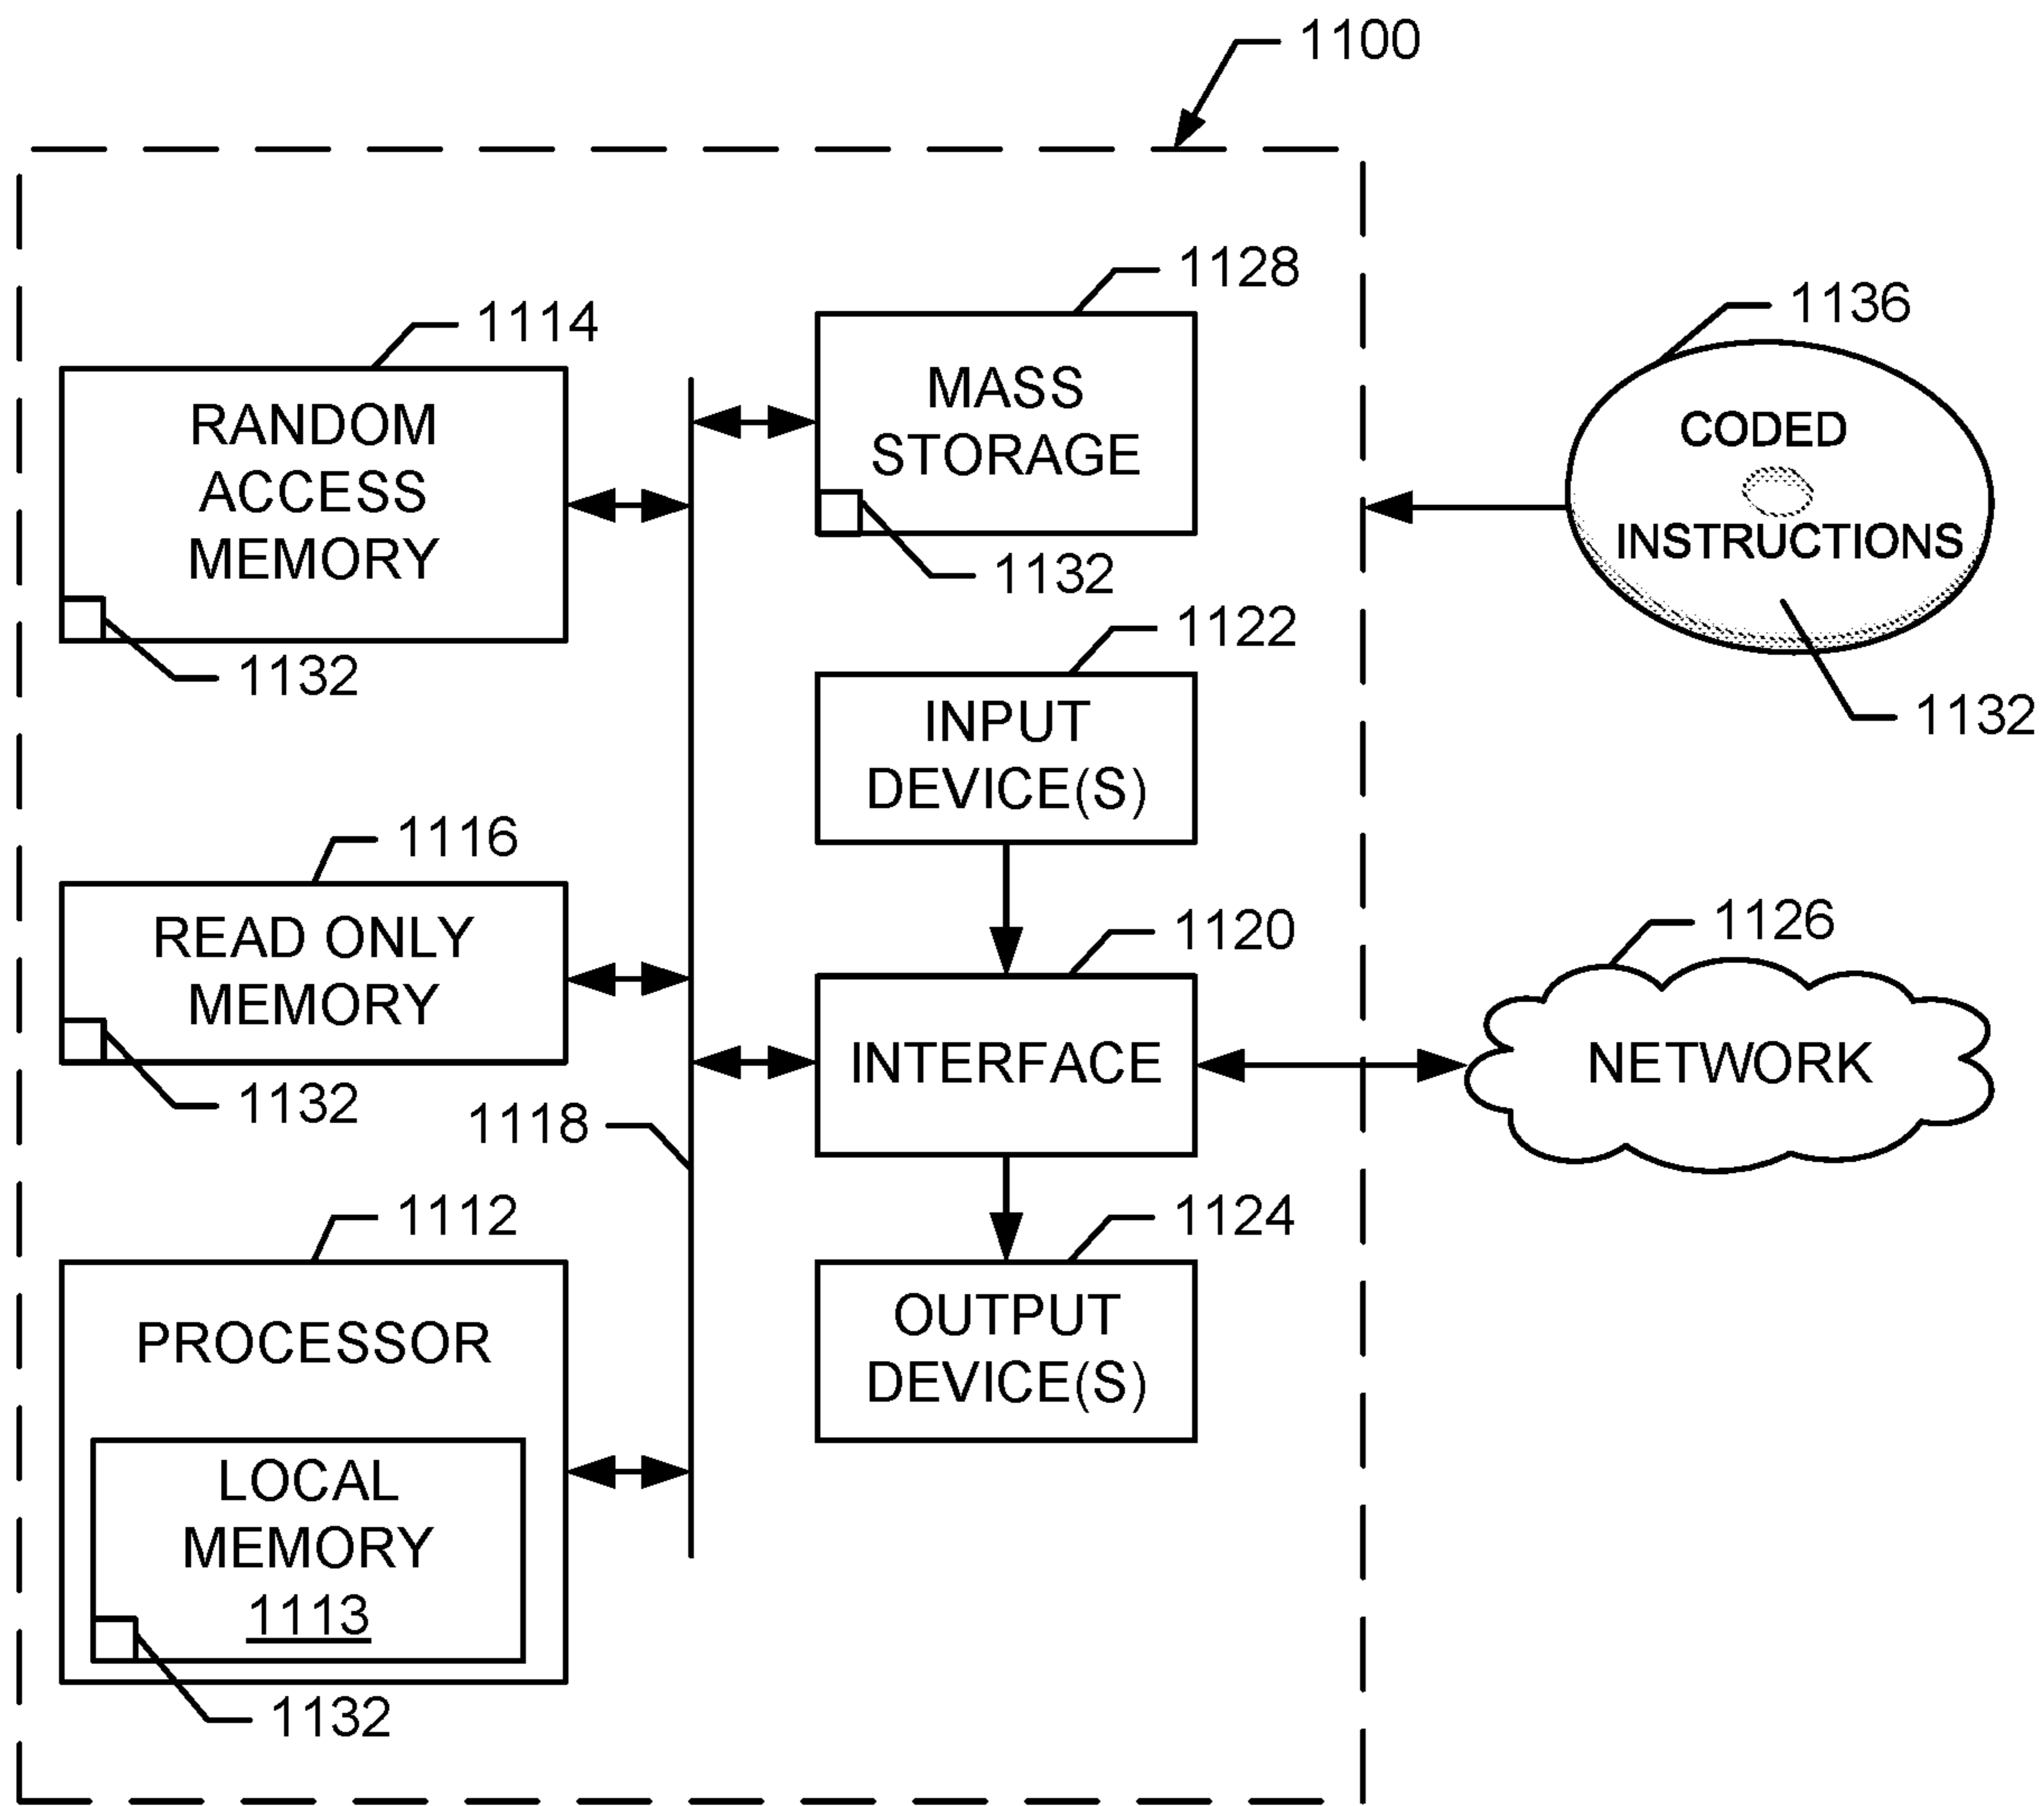 1100
1128
1114
1136
MASS
STORAGE
RANDOM
ACCESS
MEMORY
CODED
INSTRUCTIONS
1132
1132
1122
1132
INPUT
DEVICE(S)
1116
READ ONLY
MEMORY
1120
1126
INTERFACE
NETWORK
1132
1118
1112
1124
PROCESSOR
OUTPUT
DEVICE(S)
LOCAL
MEMORY
1113
1132